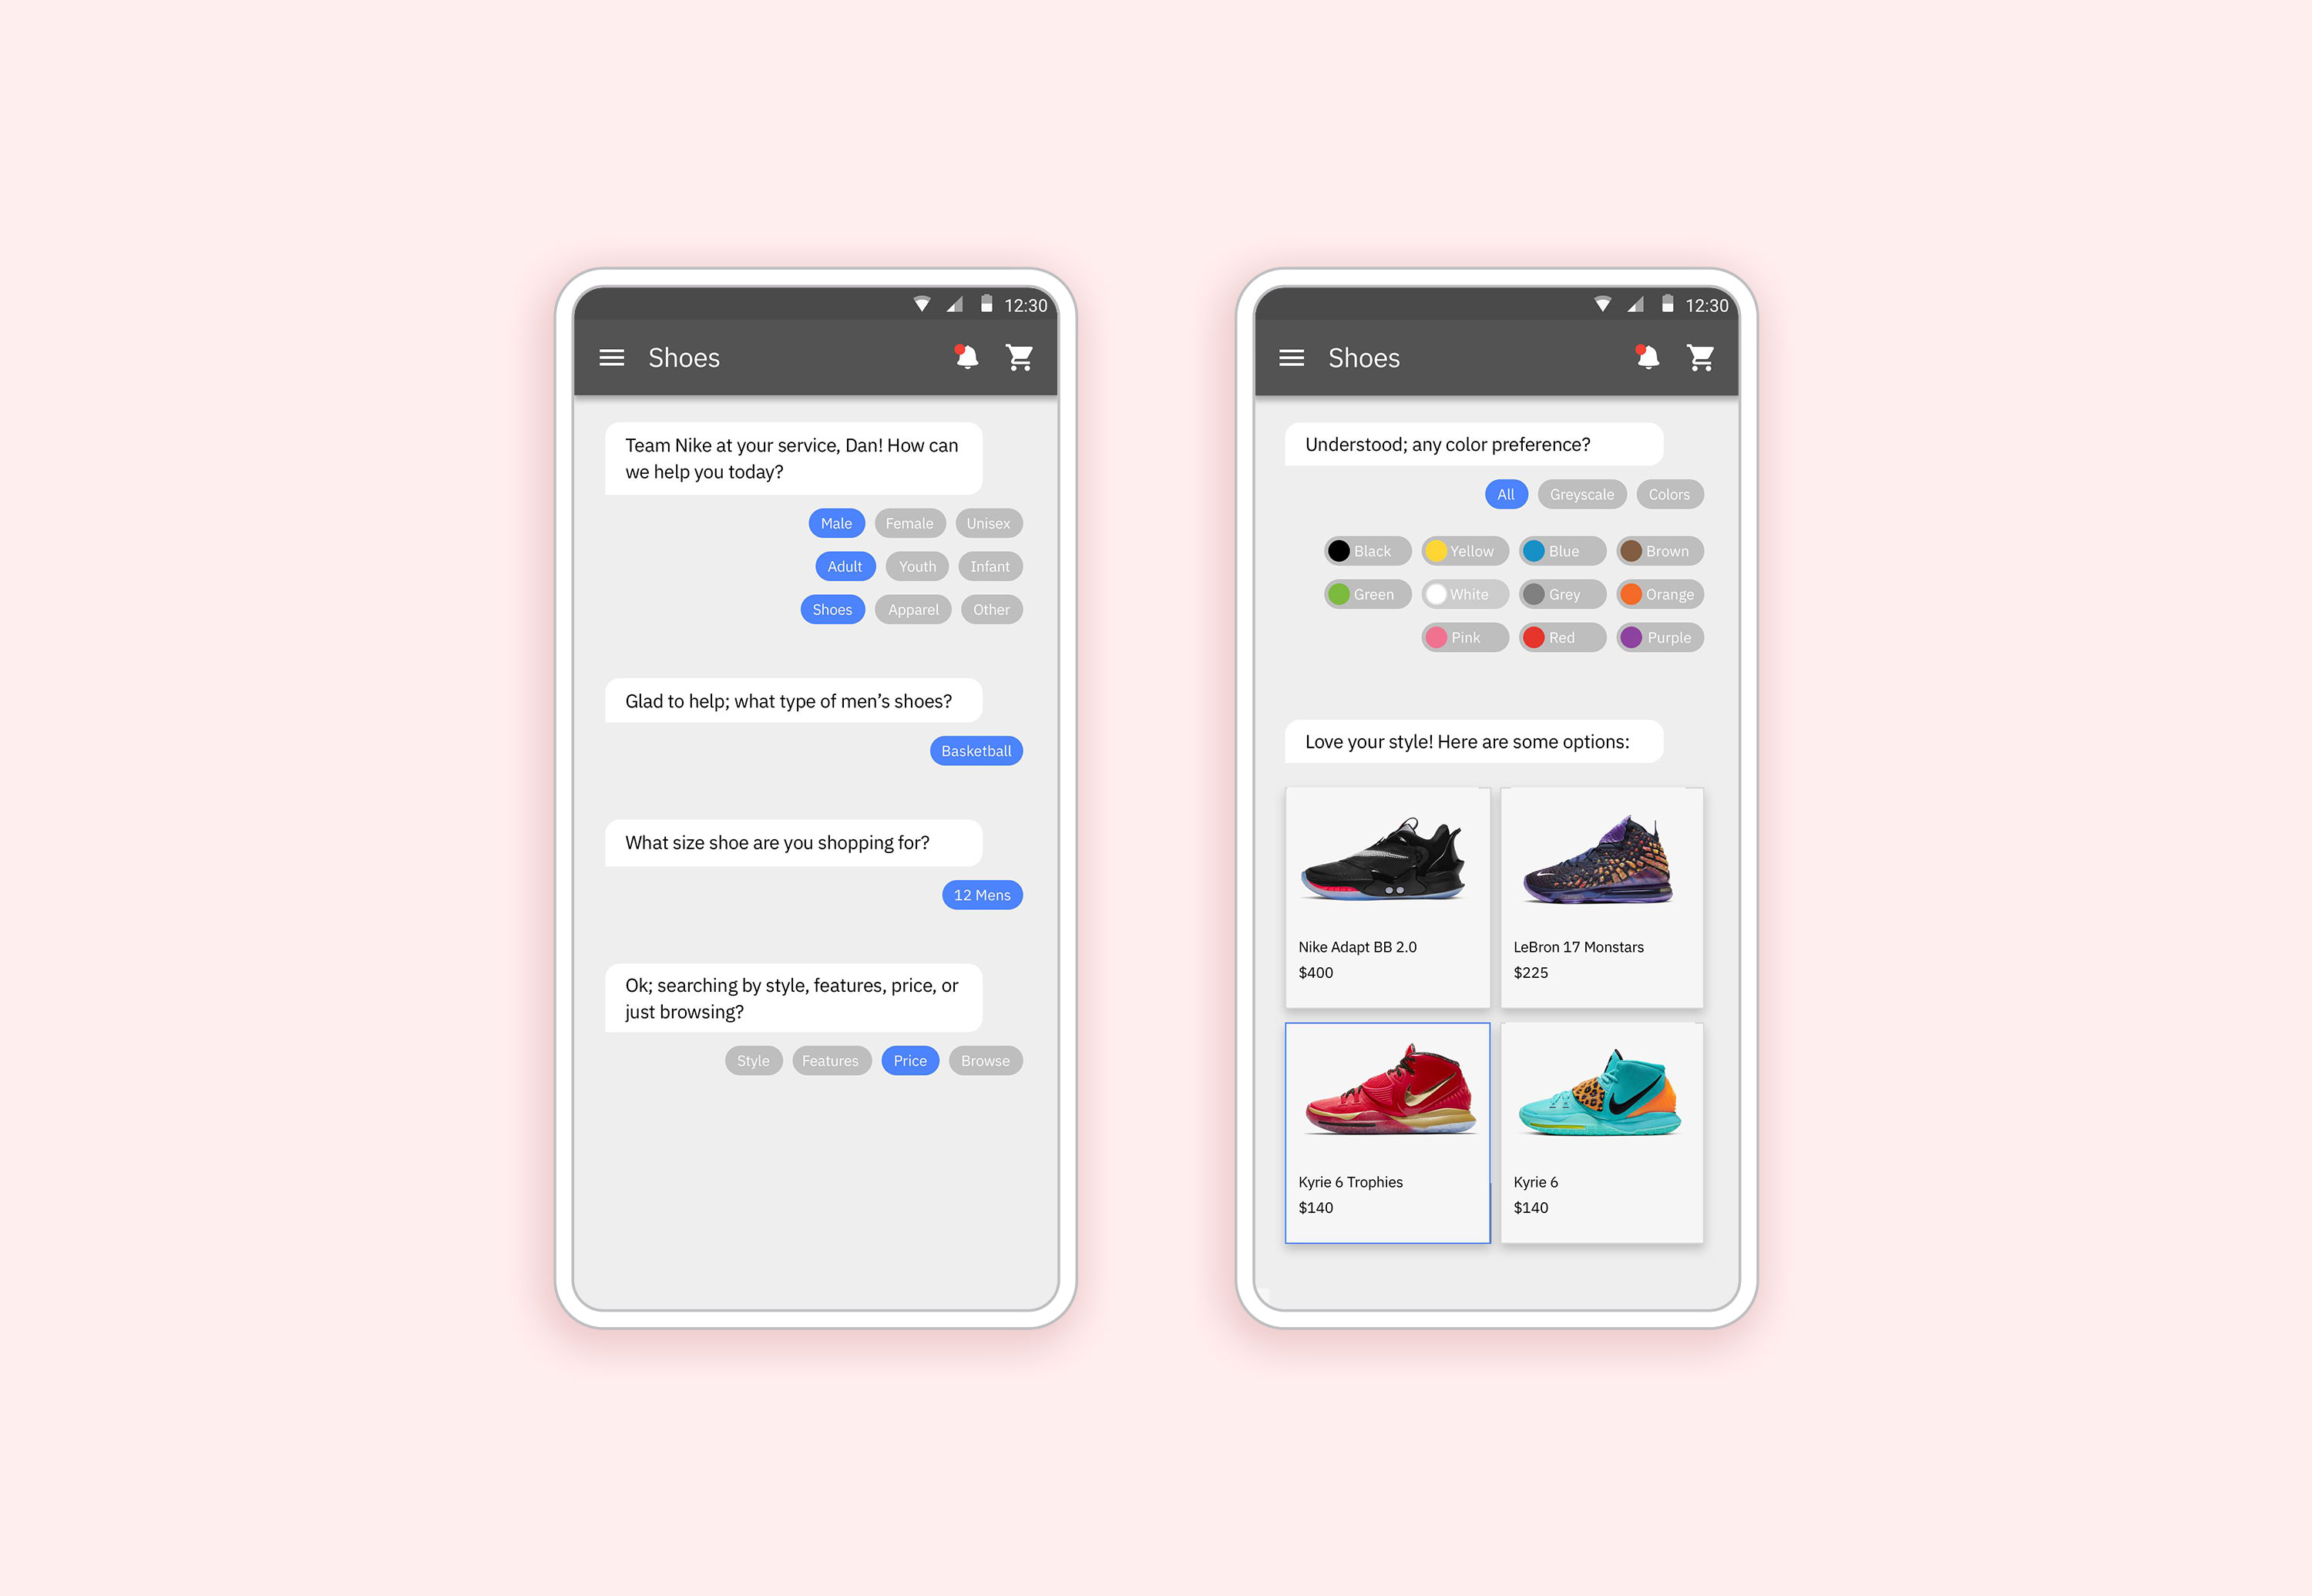 12:30
Shoes
Team Nike at your service, Dan! How can
we help you today?
Male Female Unisex
Adult Youth Infant
Shoes Apparel Other
Glad to help; what type of men’s shoes?
Basketball
What size shoe are you shopping for?
12 Mens
Ok; searching by style, features, price, or
just browsing?
Style Features Price Browse
12:30
Shoes
Understood; any color preference?
All Greyscale Colors
Black Yellow Blue Brown
Green White Grey Orange
Pink Red Purple
Love your style! Here are some options:
Nike Adapt BB 2.0
$400
LeBron 17 Monstars
$225
Kyrie 6 Trophies
$140
Kyrie 6
$140